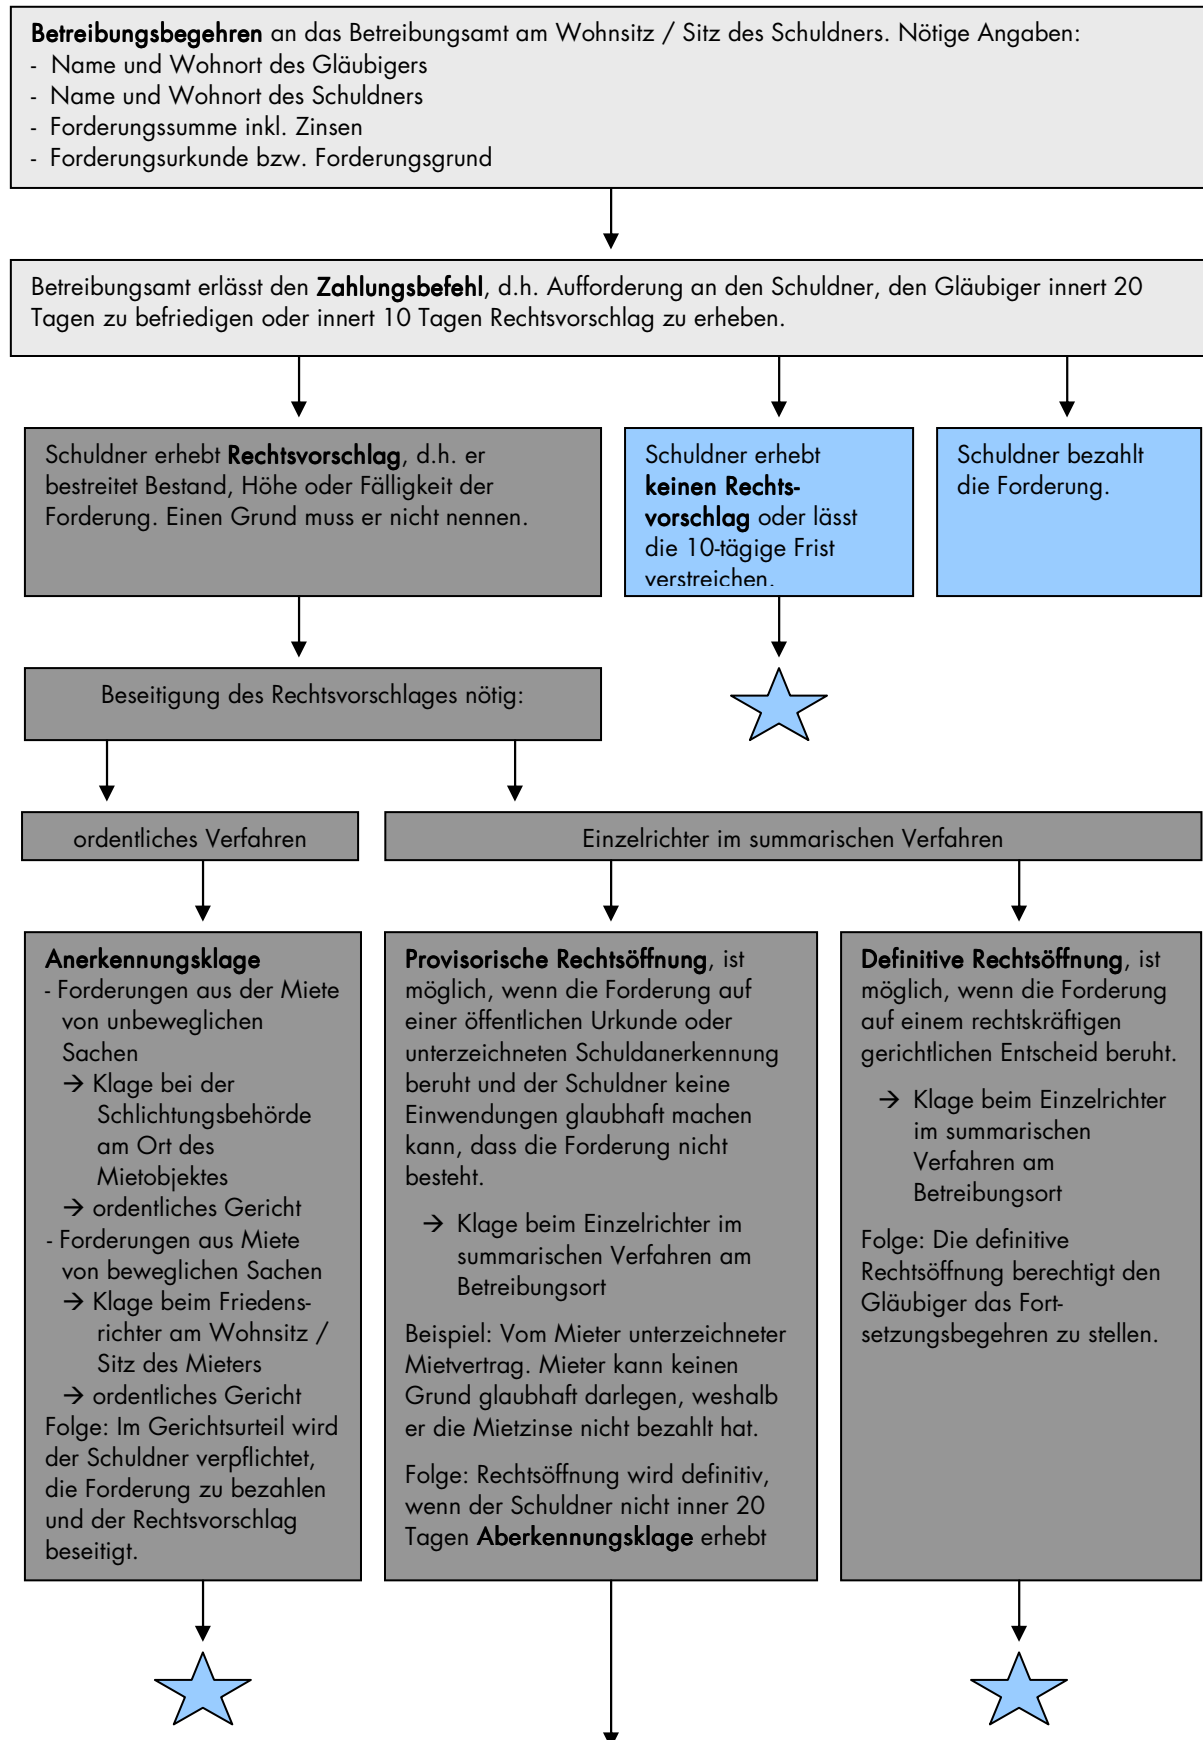 Betreibungsbegehren an das Betreibungsamt am Wohnsitz / Sitz des Schuldners. Nötige Angaben:
- Name und Wohnort des Gläubigers
- Name und Wohnort des Schuldners
- Forderungssumme inkl. Zinsen
- Forderungsurkunde bzw. Forderungsgrund
Betreibungsamt erlässt den Zahlungsbefehl, d.h. Aufforderung an den Schuldner, den Gläubiger innert 20
Tagen zu befriedigen oder innert 10 Tagen Rechtsvorschlag zu erheben.
Schuldner erhebt Rechtsvorschlag, d.h. er
bestreitet Bestand, Höhe oder Fälligkeit der
Forderung. Einen Grund muss er nicht nennen.
Schuldner erhebt
keinen Rechts-
vorschlag oder lässt
die 10-tägige Frist
verstreichen.
Schuldner bezahlt
die Forderung.
Beseitigung des Rechtsvorschlages nötig:
ordentliches Verfahren
Einzelrichter im summarischen Verfahren
Anerkennungsklage
- Forderungen aus der Miete
von unbeweglichen
Sachen
→ Klage bei der
Schlichtungsbehörde
am Ort des
Mietobjektes
→ ordentliches Gericht
- Forderungen aus Miete
von beweglichen Sachen
→ Klage beim Friedens-
richter am Wohnsitz /
Sitz des Mieters
→ ordentliches Gericht
Folge: Im Gerichtsurteil wird
der Schuldner verpflichtet,
die Forderung zu bezahlen
und der Rechtsvorschlag
beseitigt.
Provisorische Rechtsöffnung, ist
möglich, wenn die Forderung auf
einer öffentlichen Urkunde oder
unterzeichneten Schuldanerkennung
beruht und der Schuldner keine
Einwendungen glaubhaft machen
kann, dass die Forderung nicht
besteht.
→ Klage beim Einzelrichter im
summarischen Verfahren am
Betreibungsort
Beispiel: Vom Mieter unterzeichneter
Mietvertrag. Mieter kann keinen
Grund glaubhaft darlegen, weshalb
er die Mietzinse nicht bezahlt hat.
Folge: Rechtsöffnung wird definitiv,
wenn der Schuldner nicht inner 20
Tagen Aberkennungsklage erhebt
Definitive Rechtsöffnung, ist
möglich, wenn die Forderung
auf einem rechtskräftigen
gerichtlichen Entscheid beruht.
→ Klage beim Einzelrichter
im summarischen
Verfahren am
Betreibungsort
Folge: Die definitive
Rechtsöffnung berechtigt den
Gläubiger das Fort-
setzungsbegehren zu stellen.